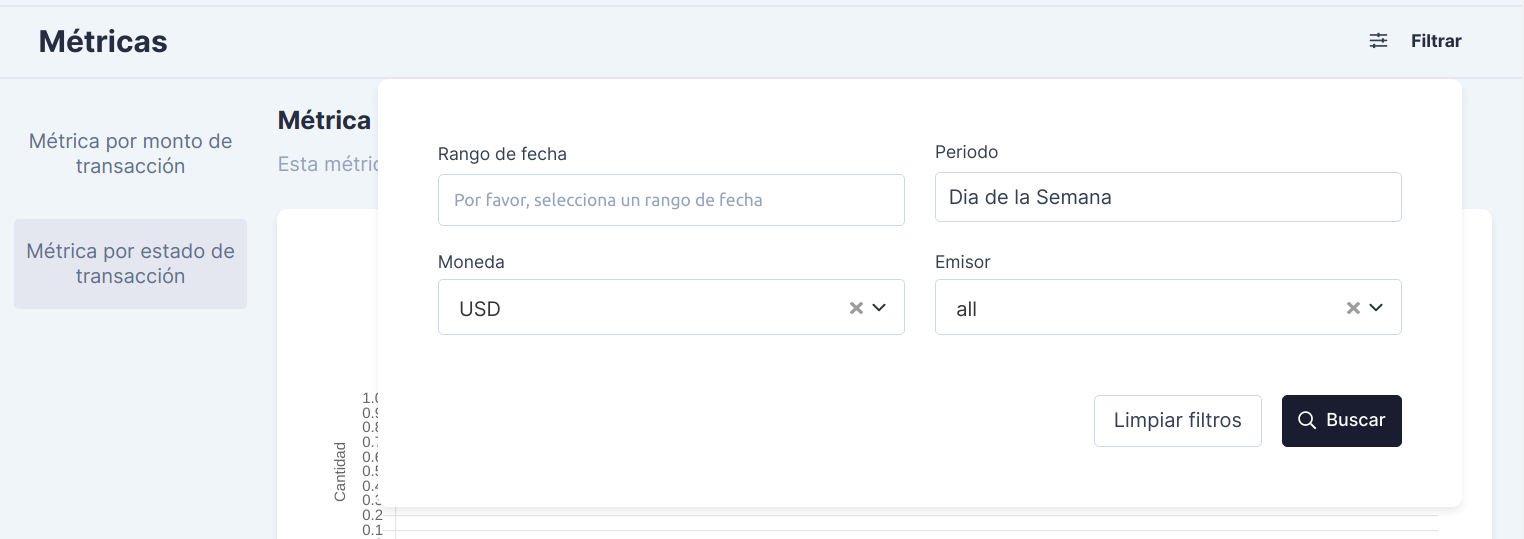 Métricas
Filtrar
Métrica por monto de
transacción
Métrica por estado de
transacción
Métrica
Esta métric
Rango de fecha
Por favor, selecciona un rango de fecha
Periodo
Dia de la Semana
Moneda
USD
Emisor
all
Limpiar filtros
Buscar
Cantidad
1.0
0.9
0.8
0.7
0.6
0.5
0.4
0.3
0.2
0.1